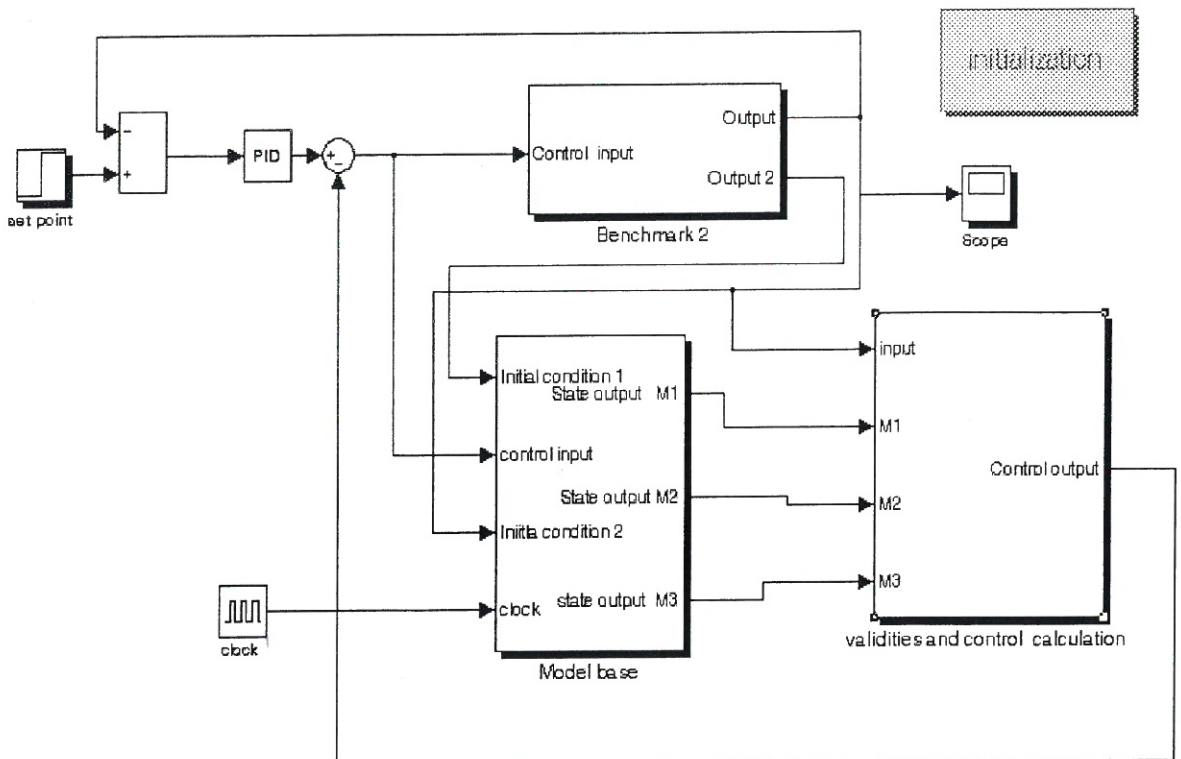 initialization
Output
Control input
Output 2
Benchmark 2
PID
+
-
-
+
set point
Scope
Initial condition 1
State output M1
control input
State output M2
Iniitla condition 2
state output M3
clock
Model base
input
M1
Control output
M2
M3
validities and control calculation
clock